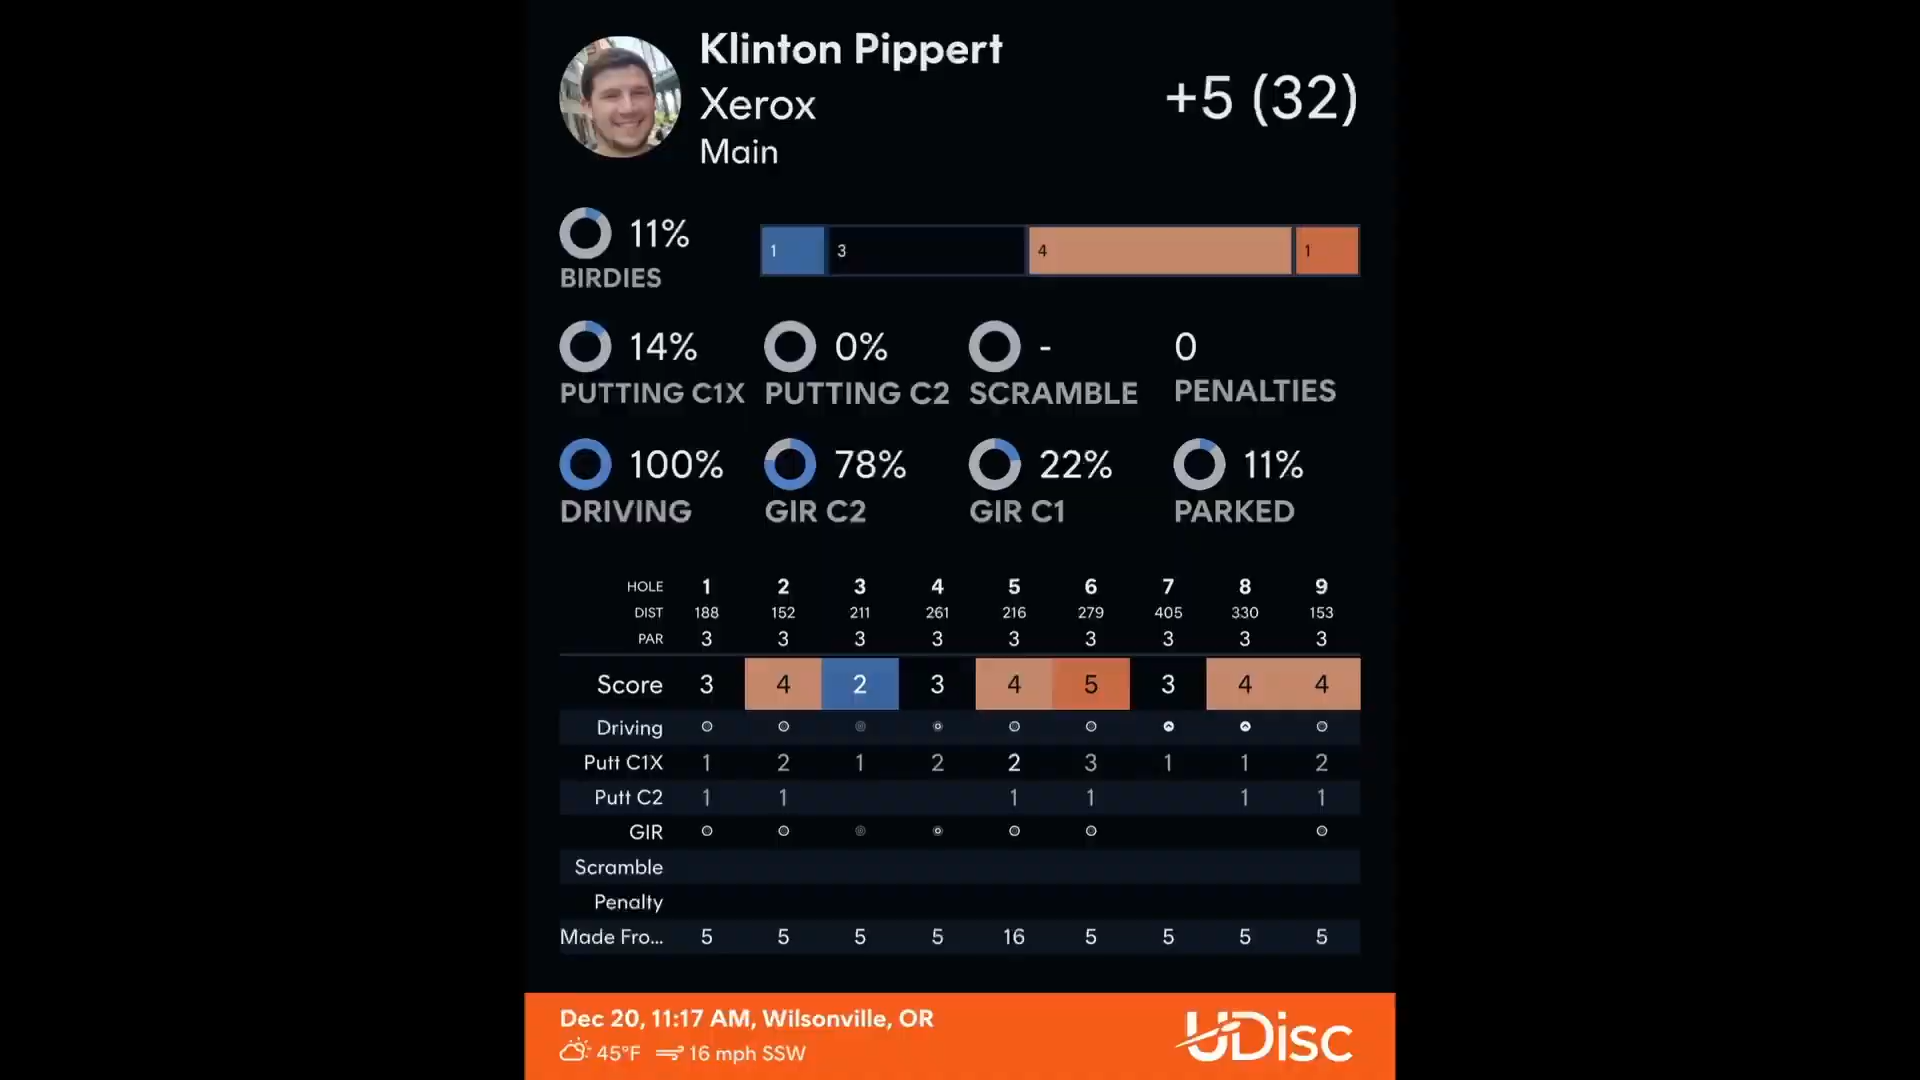 Klinton Pippert
Xerox
Main
+5 (32)
11%
BIRDIES
1 3 4 1
14% 0% - 0
PUTTING C1X PUTTING C2 SCRAMBLE PENALTIES
100% 78% 22% 11%
DRIVING GIR C2 GIR C1 PARKED
HOLE 1 2 3 4 5 6 7 8 9
DIST 188 152 211 261 216 279 405 330 153
PAR 3 3 3 3 3 3 3 3 3
Score 3 4 2 3 4 5 3 4 4
Driving
Putt C1X 1 2 1 2 2 3 1 1 2
Putt C2 1 1 1 1 1 1
GIR
Scramble
Penalty
Made Fro... 5 5 5 5 16 5 5 5 5
Dec 20, 11:17 AM, Wilsonville, OR
45°F 16 mph SSW
UDisc